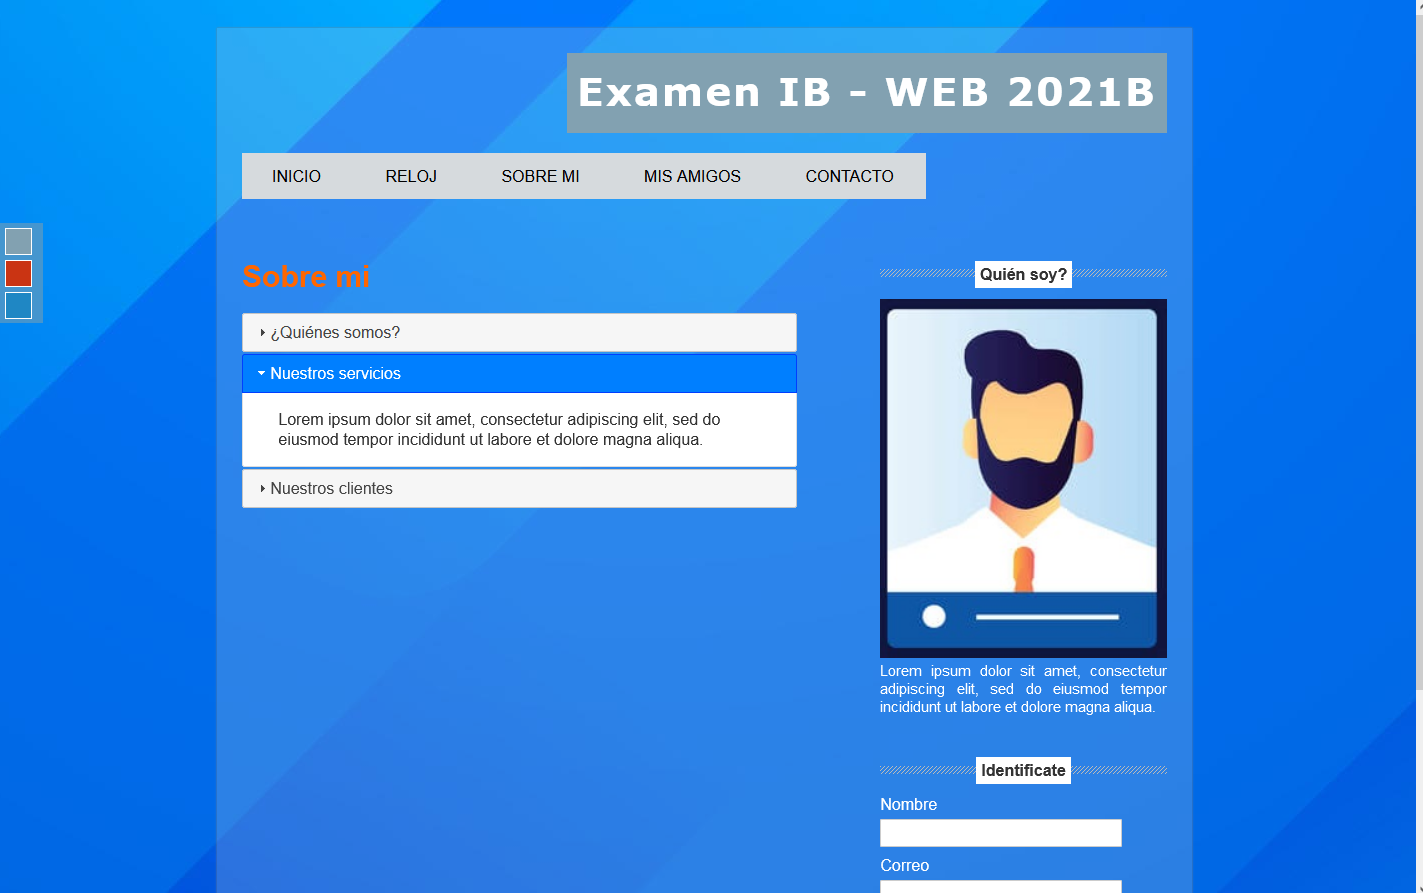 Examen IB - WEB 2021B
INICIO RELOJ SOBRE MI MIS AMIGOS CONTACTO
Sobre mi
¿Quiénes somos?
Nuestros servicios
Lorem ipsum dolor sit amet, consectetur adipiscing elit, sed do
eiusmod tempor incididunt ut labore et dolore magna aliqua.
Nuestros clientes
Quién soy?
Lorem ipsum dolor sit amet, consectetur
adipiscing elit, sed do eiusmod tempor
incididunt ut labore et dolore magna aliqua.
Identificate
Nombre
Correo